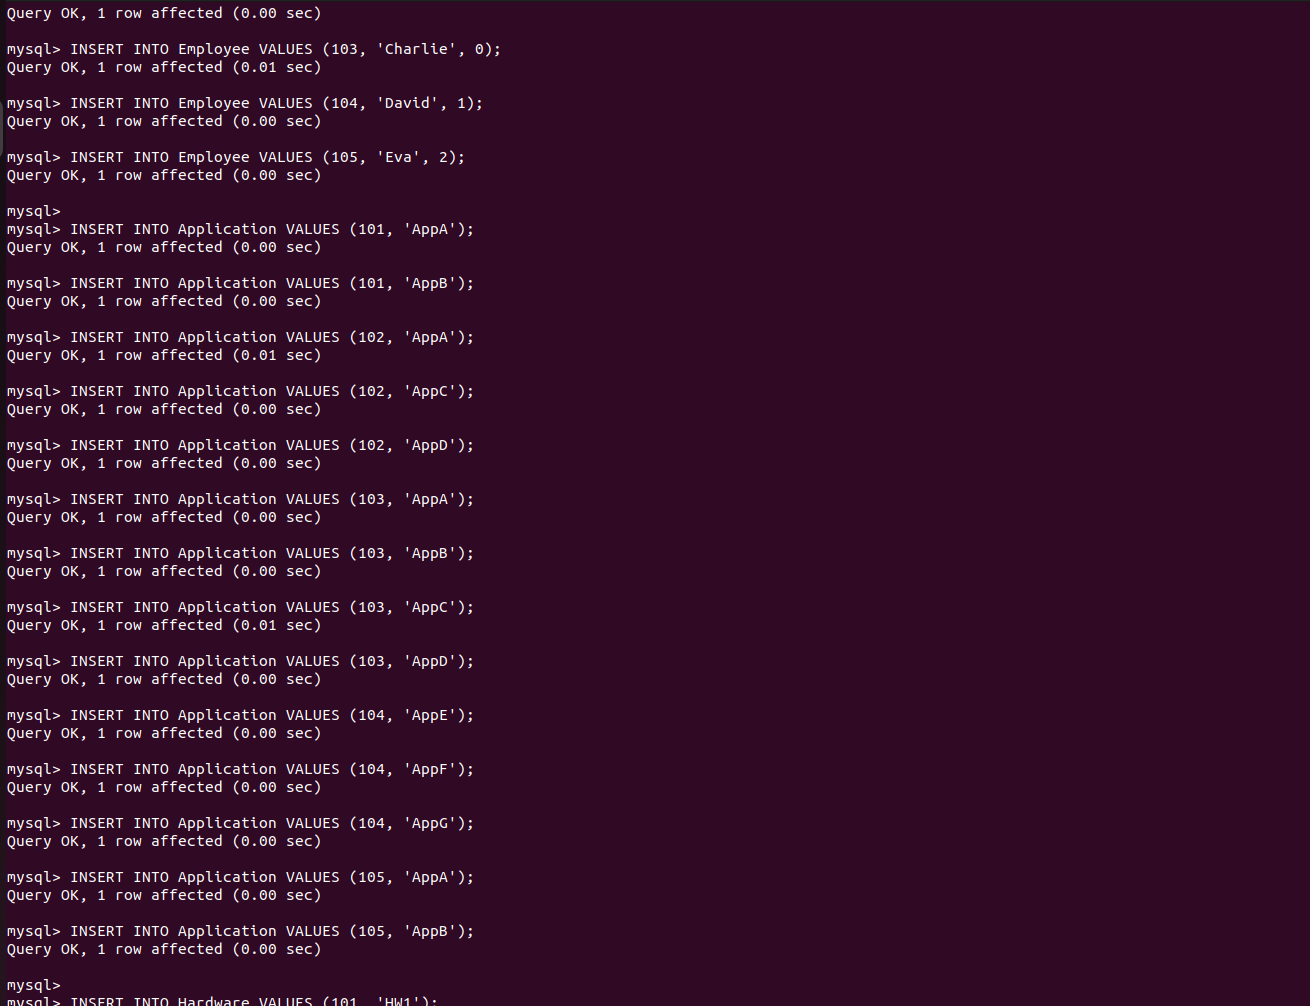 Query OK, 1 row affected (0.00 sec)
mysql> INSERT INTO Employee VALUES (103, 'Charlie', 0);
Query OK, 1 row affected (0.01 sec)
mysql> INSERT INTO Employee VALUES (104, 'David', 1);
Query OK, 1 row affected (0.00 sec)
mysql> INSERT INTO Employee VALUES (105, 'Eva', 2);
Query OK, 1 row affected (0.00 sec)
mysql>
mysql> INSERT INTO Application VALUES (101, 'AppA');
Query OK, 1 row affected (0.00 sec)
mysql> INSERT INTO Application VALUES (101, 'AppB');
Query OK, 1 row affected (0.00 sec)
mysql> INSERT INTO Application VALUES (102, 'AppA');
Query OK, 1 row affected (0.01 sec)
mysql> INSERT INTO Application VALUES (102, 'AppC');
Query OK, 1 row affected (0.00 sec)
mysql> INSERT INTO Application VALUES (102, 'AppD');
Query OK, 1 row affected (0.00 sec)
mysql> INSERT INTO Application VALUES (103, 'AppA');
Query OK, 1 row affected (0.00 sec)
mysql> INSERT INTO Application VALUES (103, 'AppB');
Query OK, 1 row affected (0.00 sec)
mysql> INSERT INTO Application VALUES (103, 'AppC');
Query OK, 1 row affected (0.01 sec)
mysql> INSERT INTO Application VALUES (103, 'AppD');
Query OK, 1 row affected (0.00 sec)
mysql> INSERT INTO Application VALUES (104, 'AppE');
Query OK, 1 row affected (0.00 sec)
mysql> INSERT INTO Application VALUES (104, 'AppF');
Query OK, 1 row affected (0.00 sec)
mysql> INSERT INTO Application VALUES (104, 'AppG');
Query OK, 1 row affected (0.00 sec)
mysql> INSERT INTO Application VALUES (105, 'AppA');
Query OK, 1 row affected (0.00 sec)
mysql> INSERT INTO Application VALUES (105, 'AppB');
Query OK, 1 row affected (0.00 sec)
mysql>
mysql> INSERT INTO Hardware VALUES (101, 'HW1');